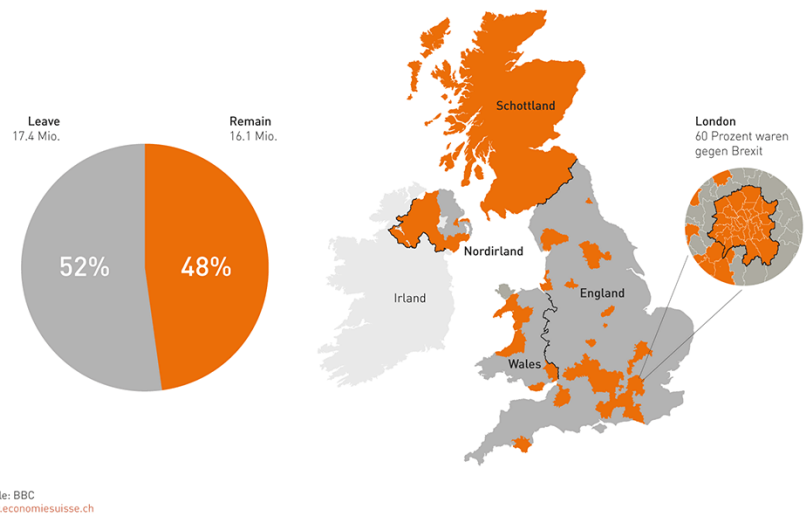 Leave
17.4 Mio.
Remain
16.1 Mio.
52%
48%
Schottland
Nordirland
Irland
England
Wales
London
60 Prozent waren
gegen Brexit
le: BBC
.economiesuisse.ch